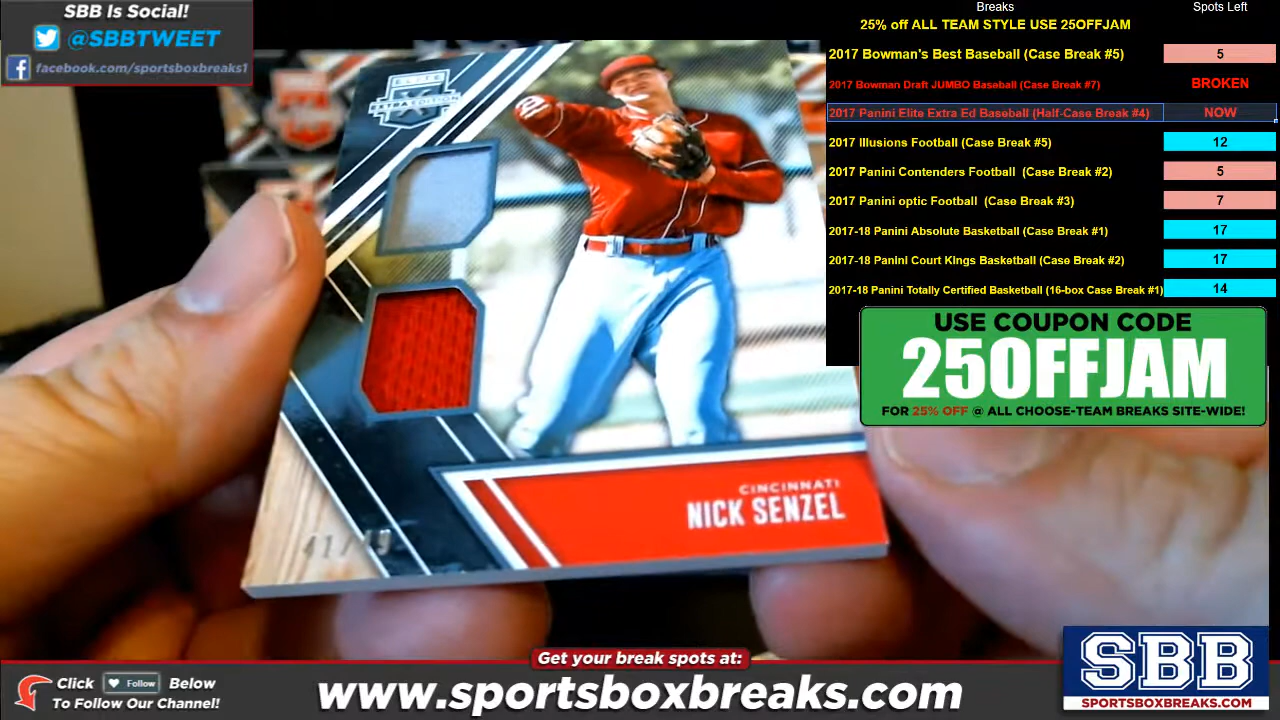 SBB Is Social!
@SBBTWEET
facebook.com/sportsboxbreaks1
Breaks
Spots Left
25% off ALL TEAM STYLE USE 25OFFJAM
2017 Bowman's Best Baseball (Case Break #5)
5
2017 Bowman Draft JUMBO Baseball (Case Break #7)
BROKEN
2017 Panini Elite Extra Ed Baseball (Half-Case Break #4)
NOW
2017 Illusions Football (Case Break #5)
12
2017 Panini Contenders Football (Case Break #2)
5
2017 Panini optic Football (Case Break #3)
7
2017-18 Panini Absolute Basketball (Case Break #1)
17
2017-18 Panini Court Kings Basketball (Case Break #2)
17
2017-18 Panini Totally Certified Basketball (16-box Case Break #1)
14
USE COUPON CODE
25OFFJAM
FOR 25% OFF @ ALL CHOOSE-TEAM BREAKS SITE-WIDE!
ELITE
EXTRA EDITION
CINCINNATI
NICK SENZEL
41/49
Get your break spots at:
Click Follow Below
To Follow Our Channel!
www.sportsboxbreaks.com
SBB
SPORTSBOXBREAKS.COM